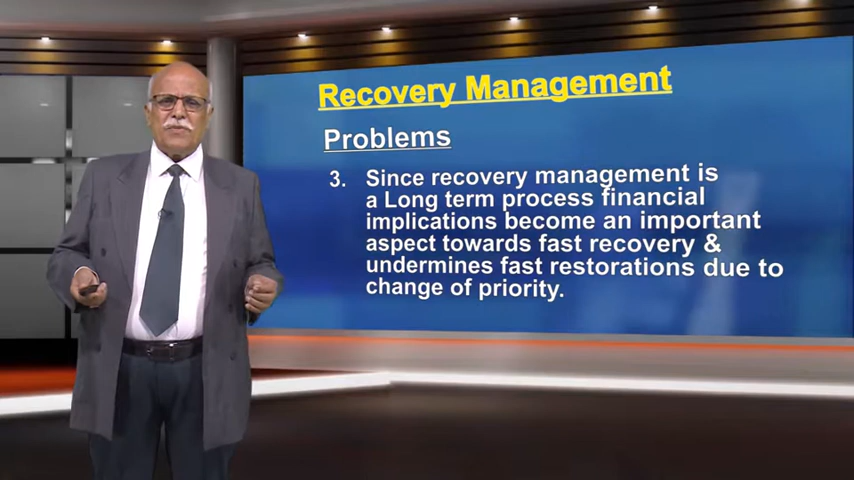 Recovery Management
Problems
3. Since recovery management is
a Long term process financial
implications become an important
aspect towards fast recovery &
undermines fast restorations due to
change of priority.